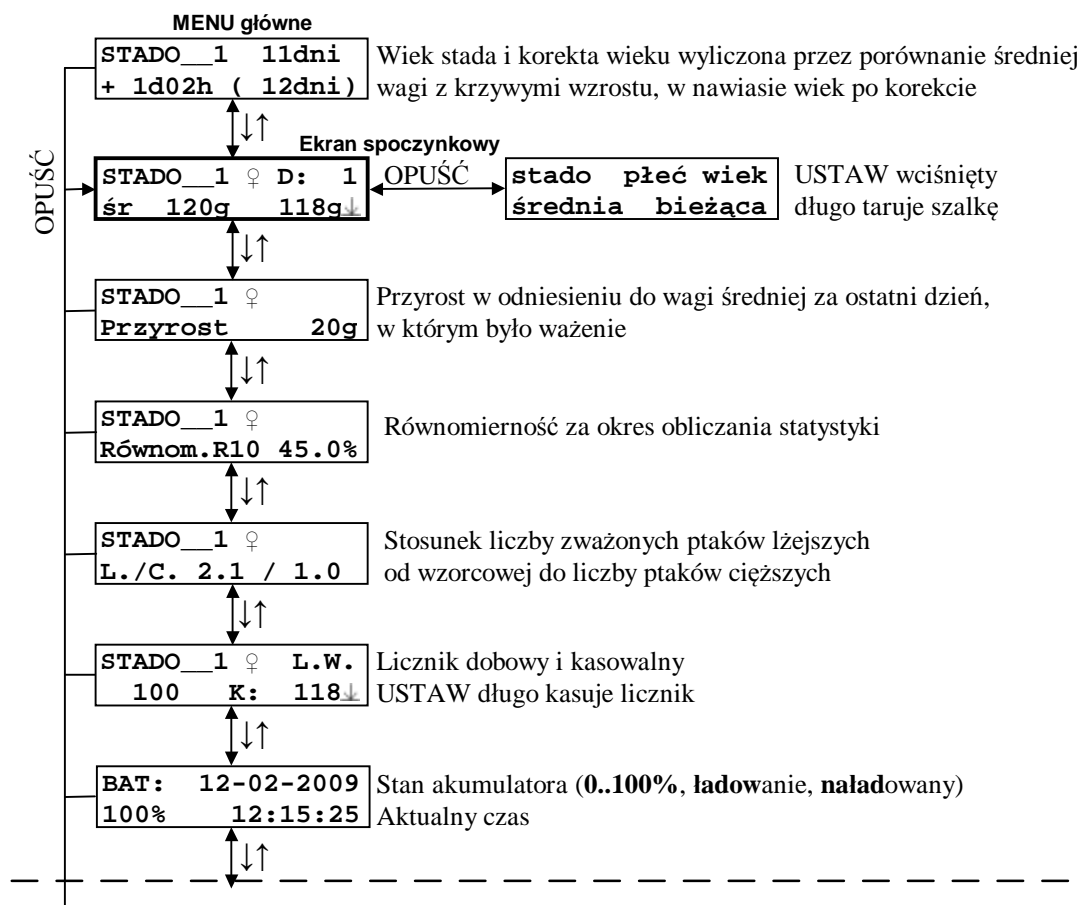 MENU główne
STADO__1 11dni
+ 1d02h ( 12dni)
Wiek stada i korekta wieku wyliczona przez porównanie średniej
wagi z krzywymi wzrostu, w nawiasie wiek po korekcie
↓↑
OPUŚĆ
Ekran spoczynkowy
STADO__1 ♀ D: 1
śr 120g 118g⤓
OPUŚĆ
stado płeć wiek
średnia bieżąca
USTAW wciśnięty
długo taruje szalkę
↓↑
STADO__1 ♀
Przyrost 20g
Przyrost w odniesieniu do wagi średniej za ostatni dzień,
w którym było ważenie
↓↑
STADO__1 ♀
Równom.R10 45.0%
Równomierność za okres obliczania statystyki
↓↑
STADO__1 ♀
L./C. 2.1 / 1.0
Stosunek liczby zważonych ptaków lżejszych
od wzorcowej do liczby ptaków cięższych
↓↑
STADO__1 ♀ L.W.
100 K: 118⤓
Licznik dobowy i kasowalny
USTAW długo kasuje licznik
↓↑
BAT: 12-02-2009
100% 12:15:25
Stan akumulatora (0..100%, ładowanie, naładowany)
Aktualny czas
↓↑